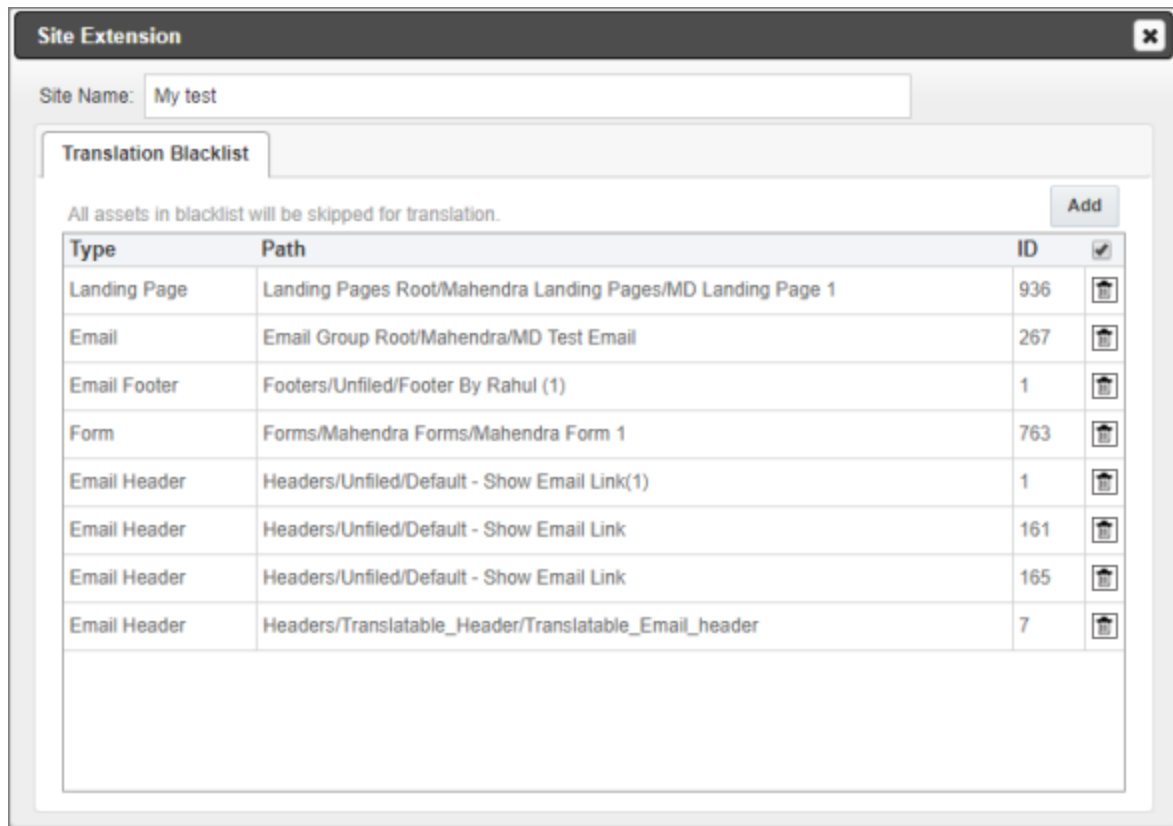 Site Extension
Site Name: My test
Translation Blacklist
All assets in blacklist will be skipped for translation.
Add
Type Path ID
Landing Page Landing Pages Root/Mahendra Landing Pages/MD Landing Page 1 936
Email Email Group Root/Mahendra/MD Test Email 267
Email Footer Footers/Unfiled/Footer By Rahul (1) 1
Form Forms/Mahendra Forms/Mahendra Form 1 763
Email Header Headers/Unfiled/Default - Show Email Link(1) 1
Email Header Headers/Unfiled/Default - Show Email Link 161
Email Header Headers/Unfiled/Default - Show Email Link 165
Email Header Headers/Translatable_Header/Translatable_Email_header 7